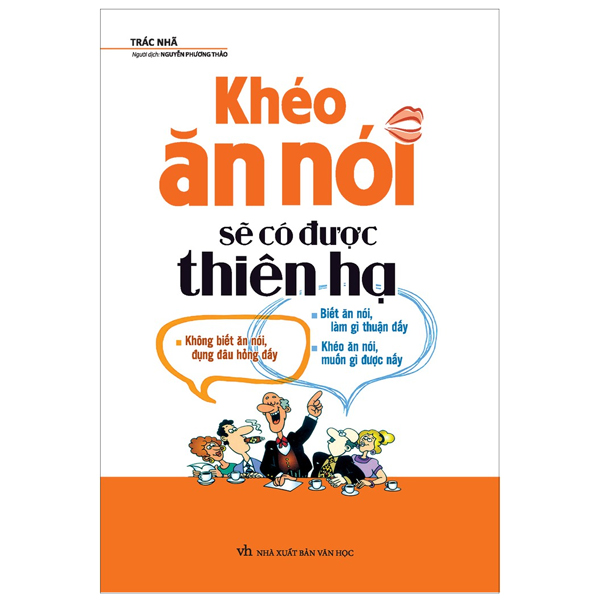 TRÁC NHÃ
Người dịch: NGUYỄN PHƯƠNG THẢO
Khéo
ăn nói
sẽ có được
thiên hạ
Biết ăn nói,
làm gì thuận đấy
Khéo ăn nói,
muốn gì được nấy
Không biết ăn nói,
đụng đâu hỏng đấy
vh NHÀ XUẤT BẢN VĂN HỌC